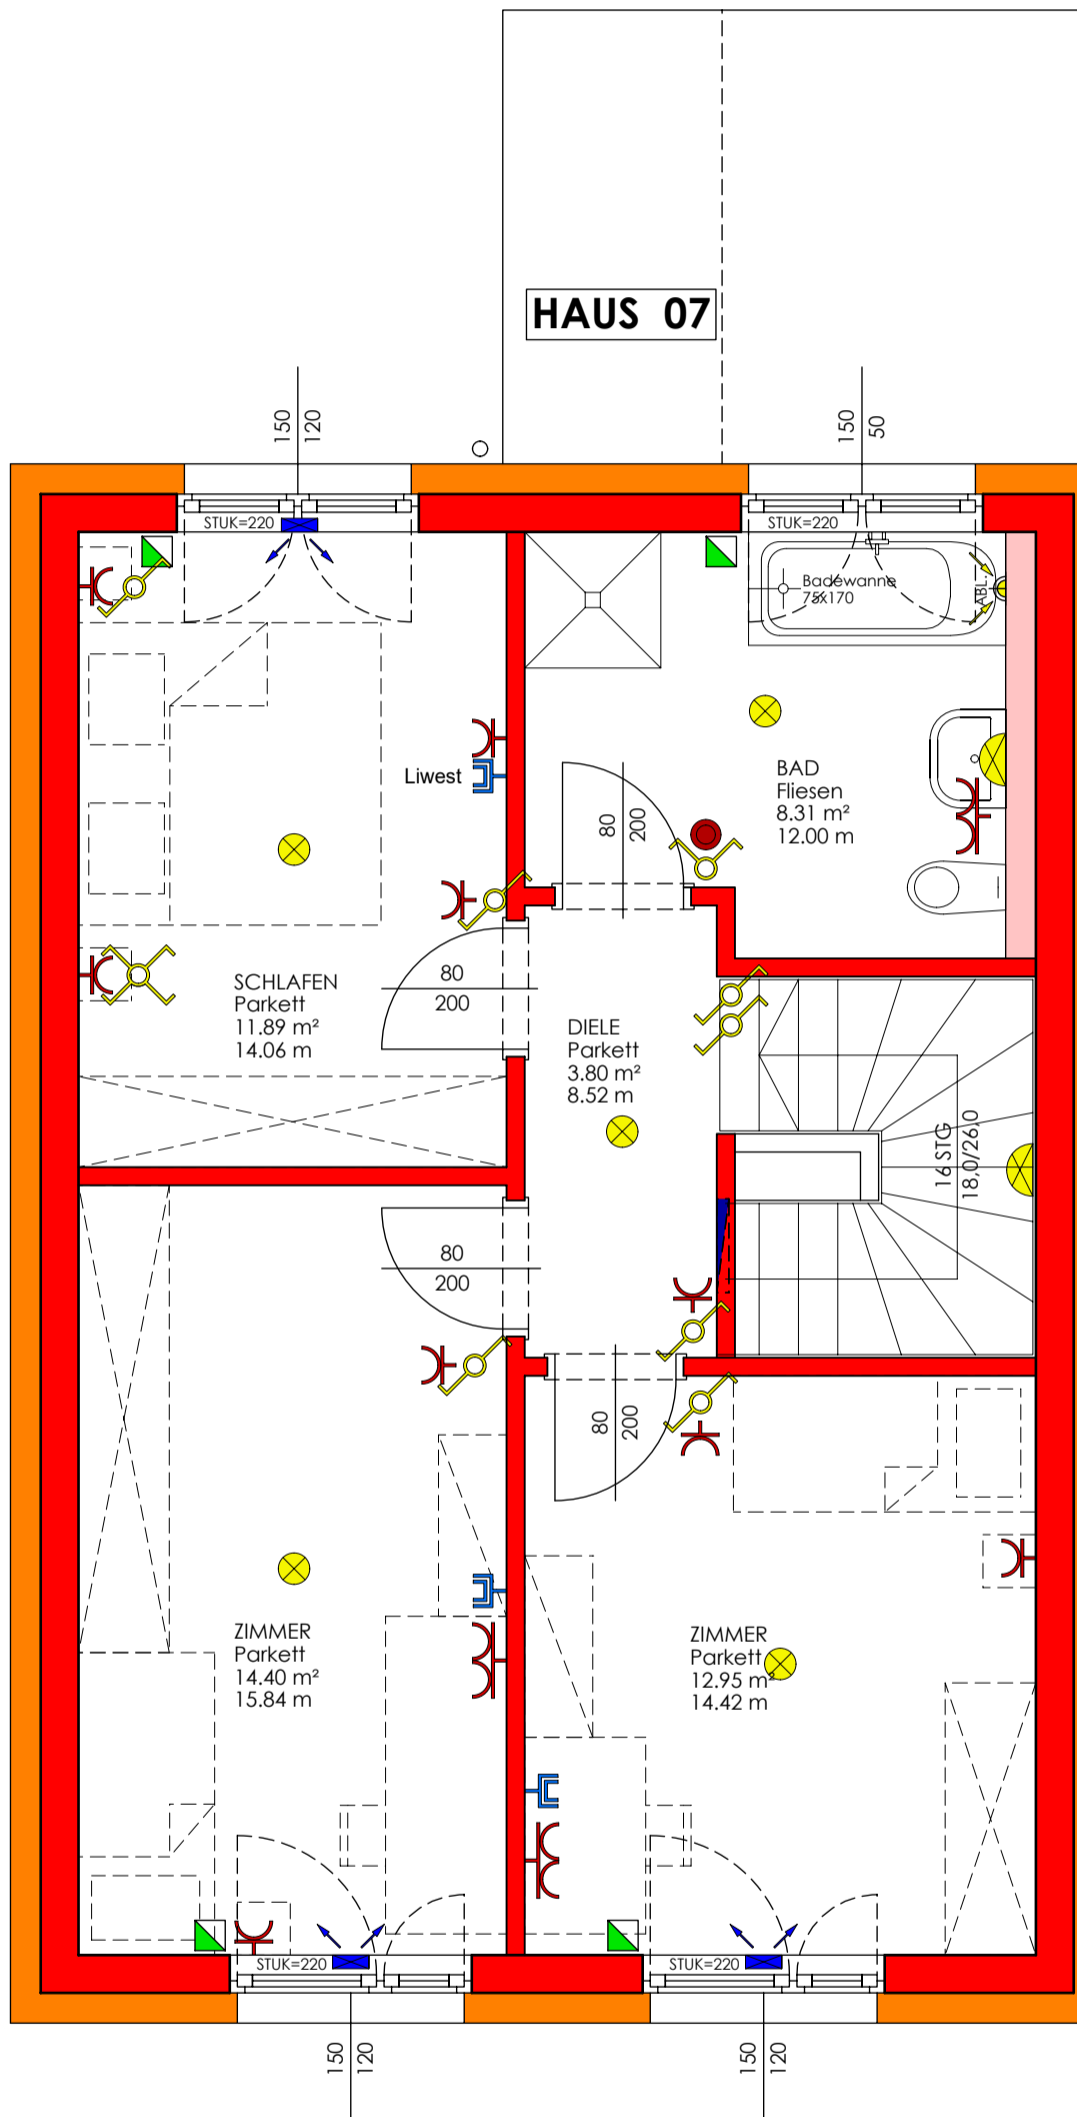 HAUS 07
150
120
150
50
STUK=220
STUK=220
Badewanne
75x170
ABL.
Liwest
BAD
Fliesen
8.31 m²
12.00 m
80
200
SCHLAFEN
Parkett
11.89 m²
14.06 m
80
200
DIELE
Parkett
3.80 m²
8.52 m
16 STG
18,0/26,0
80
200
80
200
ZIMMER
Parkett
14.40 m²
15.84 m
ZIMMER
Parkett
12.95 m²
14.42 m
STUK=220
STUK=220
150
120
150
120